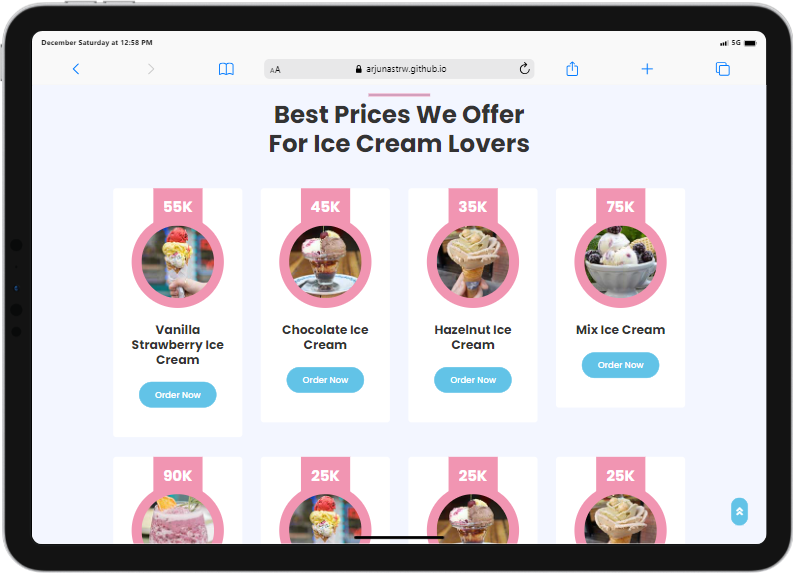 December Saturday at 12:58 PM
5G
AA
arjunastrw.github.io
Best Prices We Offer
For Ice Cream Lovers
55K
45K
35K
75K
Vanilla
Strawberry Ice
Cream
Chocolate Ice
Cream
Hazelnut Ice
Cream
Mix Ice Cream
Order Now
Order Now
Order Now
Order Now
90K
25K
25K
25K